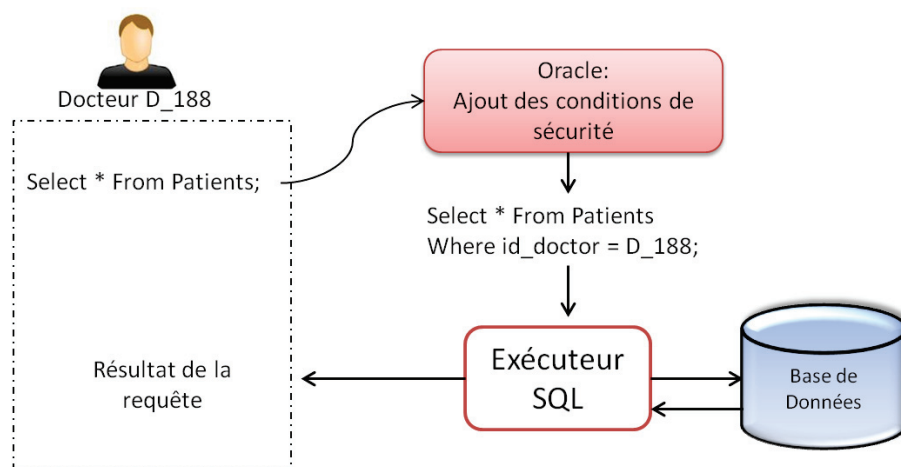 Docteur D_188
Select * From Patients;
Oracle:
Ajout des conditions de
sécurité
Select * From Patients
Where id_doctor = D_188;
Exécuteur
SQL
Base de
Données
Résultat de la
requête